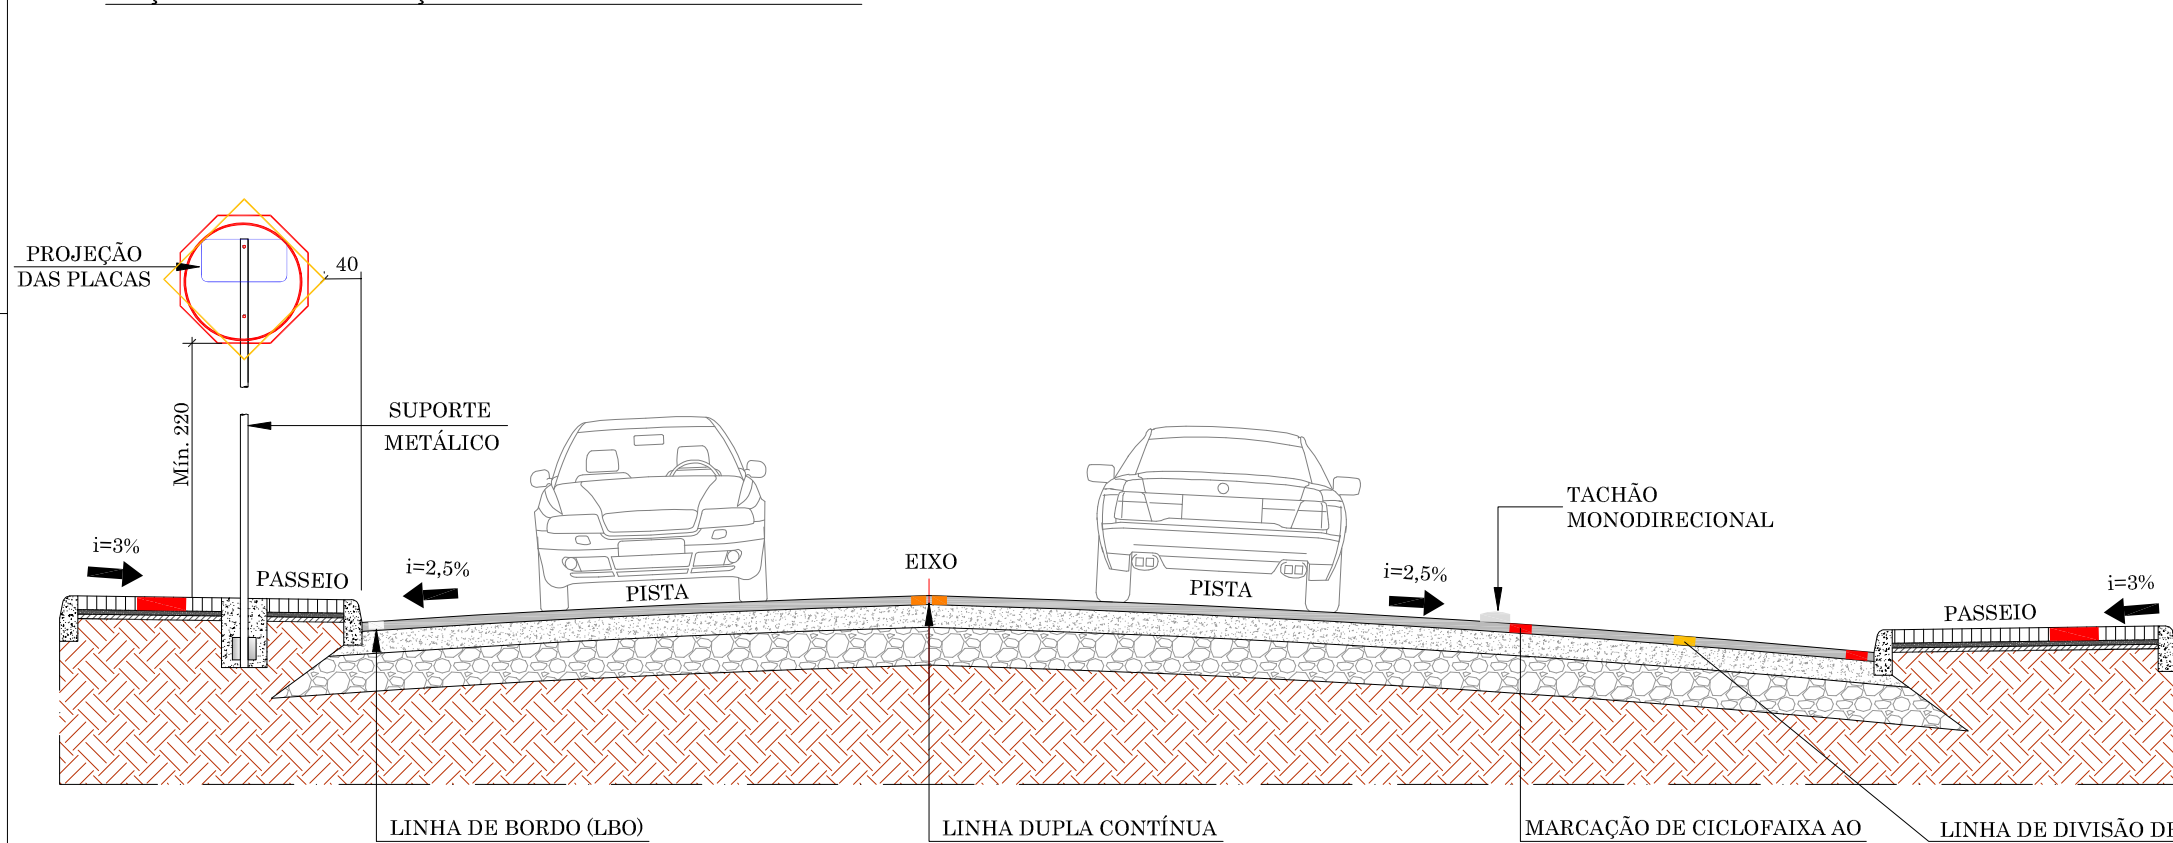 PROJEÇÃO
DAS PLACAS
40
Mín. 220
SUPORTE
METÁLICO
TACHÃO
MONODIRECIONAL
i=3%
PASSEIO
i=2,5%
PISTA
EIXO
PISTA
i=2,5%
PASSEIO
i=3%
LINHA DE BORDO (LBO)
LINHA DUPLA CONTÍNUA
MARCAÇÃO DE CICLOFAIXA AO
LINHA DE DIVISÃO DE